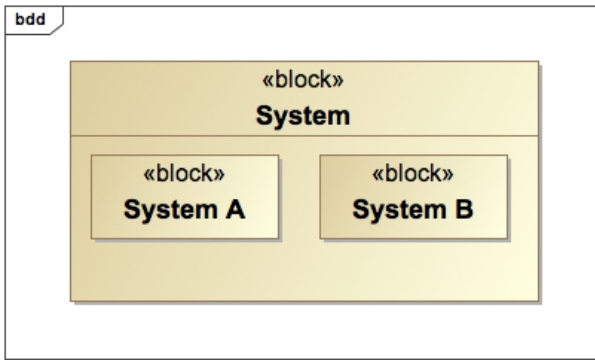 bdd
«block»
System
«block»
System A
«block»
System B